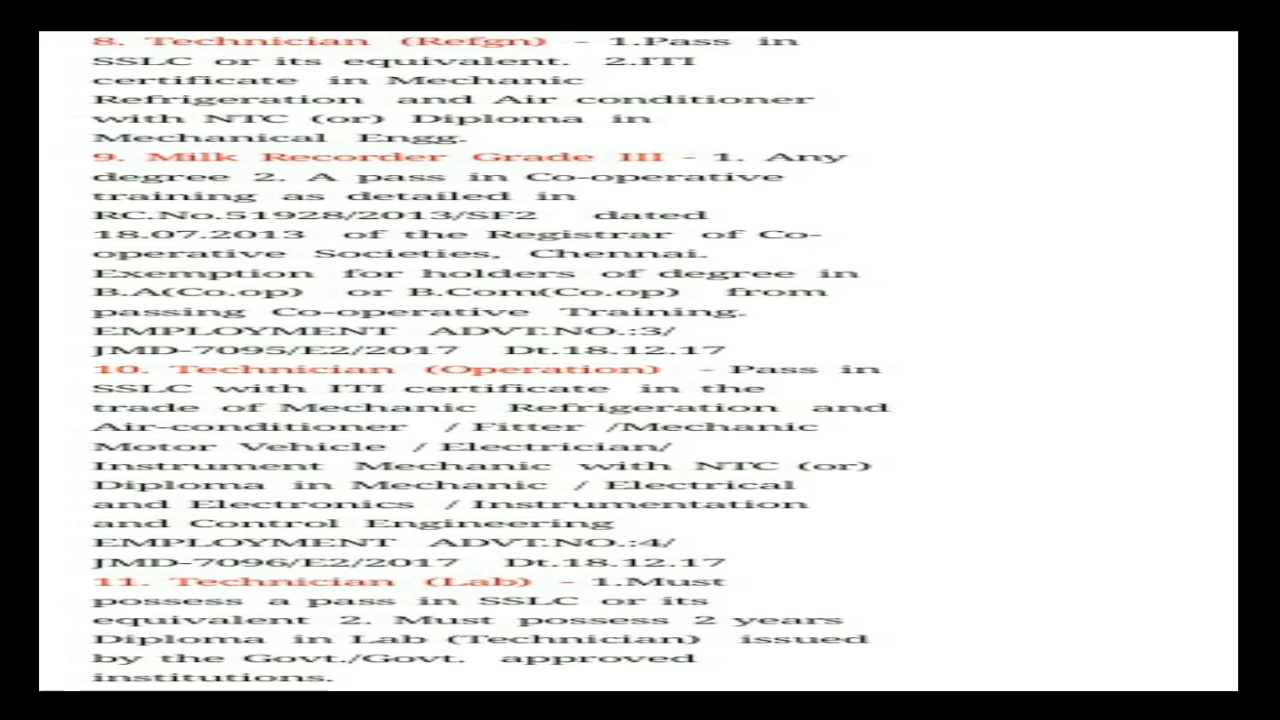 8. Technician (Refgn) - 1.Pass in
SSLC or its equivalent. 2.ITI
certificate in Mechanic
Refrigeration and Air conditioner
with NTC (or) Diploma in
Mechanical Engg.
9. Milk Recorder Grade III - 1. Any
degree 2. A pass in Co-operative
training as detailed in
RC.No.51928/2013/SF2 dated
18.07.2013 of the Registrar of Co-
operative Societies, Chennai.
Exemption for holders of degree in
B.A(Co.op) or B.Com(Co.op) from
passing Co-operative Training.
EMPLOYMENT ADVT.NO.:3/
JMD-7095/E2/2017 Dt.18.12.17
10. Technician (Operation) - Pass in
SSLC with ITI certificate in the
trade of Mechanic Refrigeration and
Air-conditioner / Fitter /Mechanic
Motor Vehicle / Electrician/
Instrument Mechanic with NTC (or)
Diploma in Mechanic / Electrical
and Electronics / Instrumentation
and Control Engineering
EMPLOYMENT ADVT.NO.:4/
JMD-7096/E2/2017 Dt.18.12.17
11. Technician (Lab) - 1.Must
possess a pass in SSLC or its
equivalent 2. Must possess 2 years
Diploma in Lab (Technician) issued
by the Govt./Govt. approved
institutions.